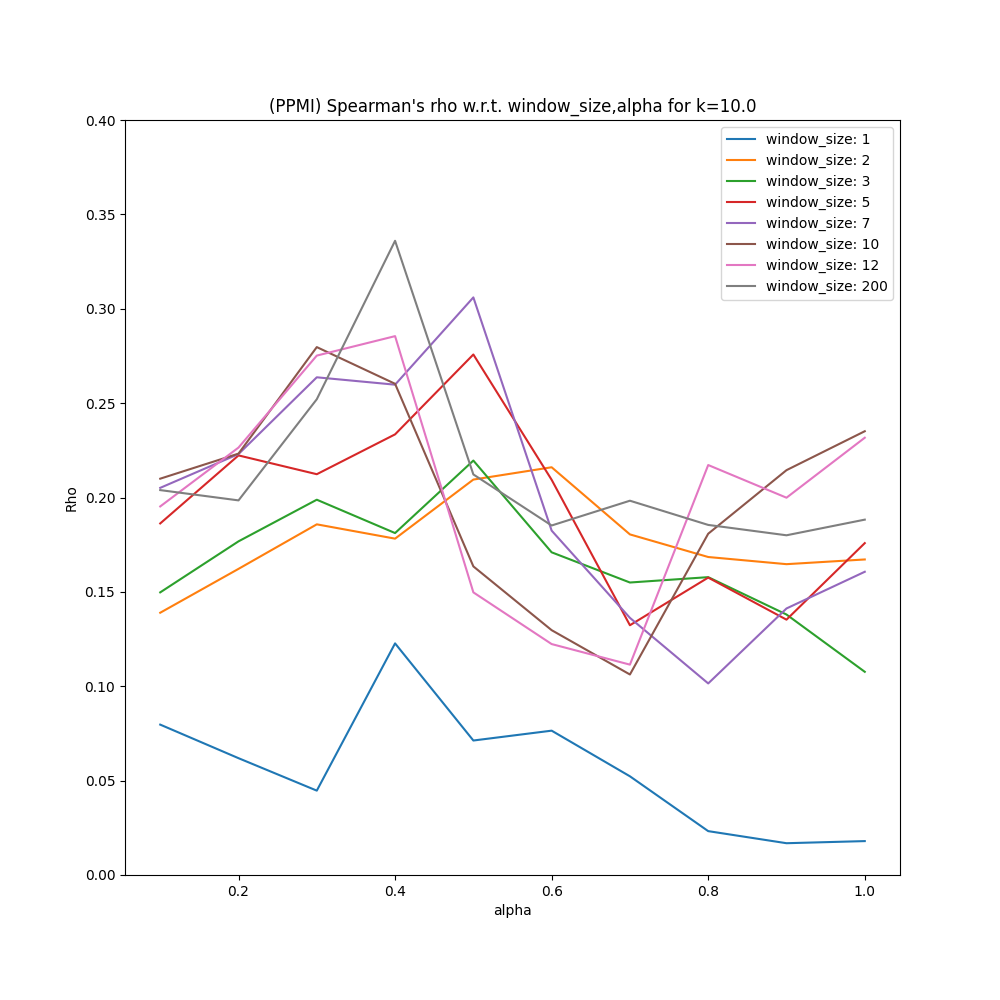 (PPMI) Spearman's rho w.r.t. window_size,alpha for k=10.0
0.40
0.35
0.30
0.25
0.20
0.15
0.10
0.05
0.00
Rho
window_size: 1
window_size: 2
window_size: 3
window_size: 5
window_size: 7
window_size: 10
window_size: 12
window_size: 200
0.2
0.4
0.6
0.8
1.0
alpha